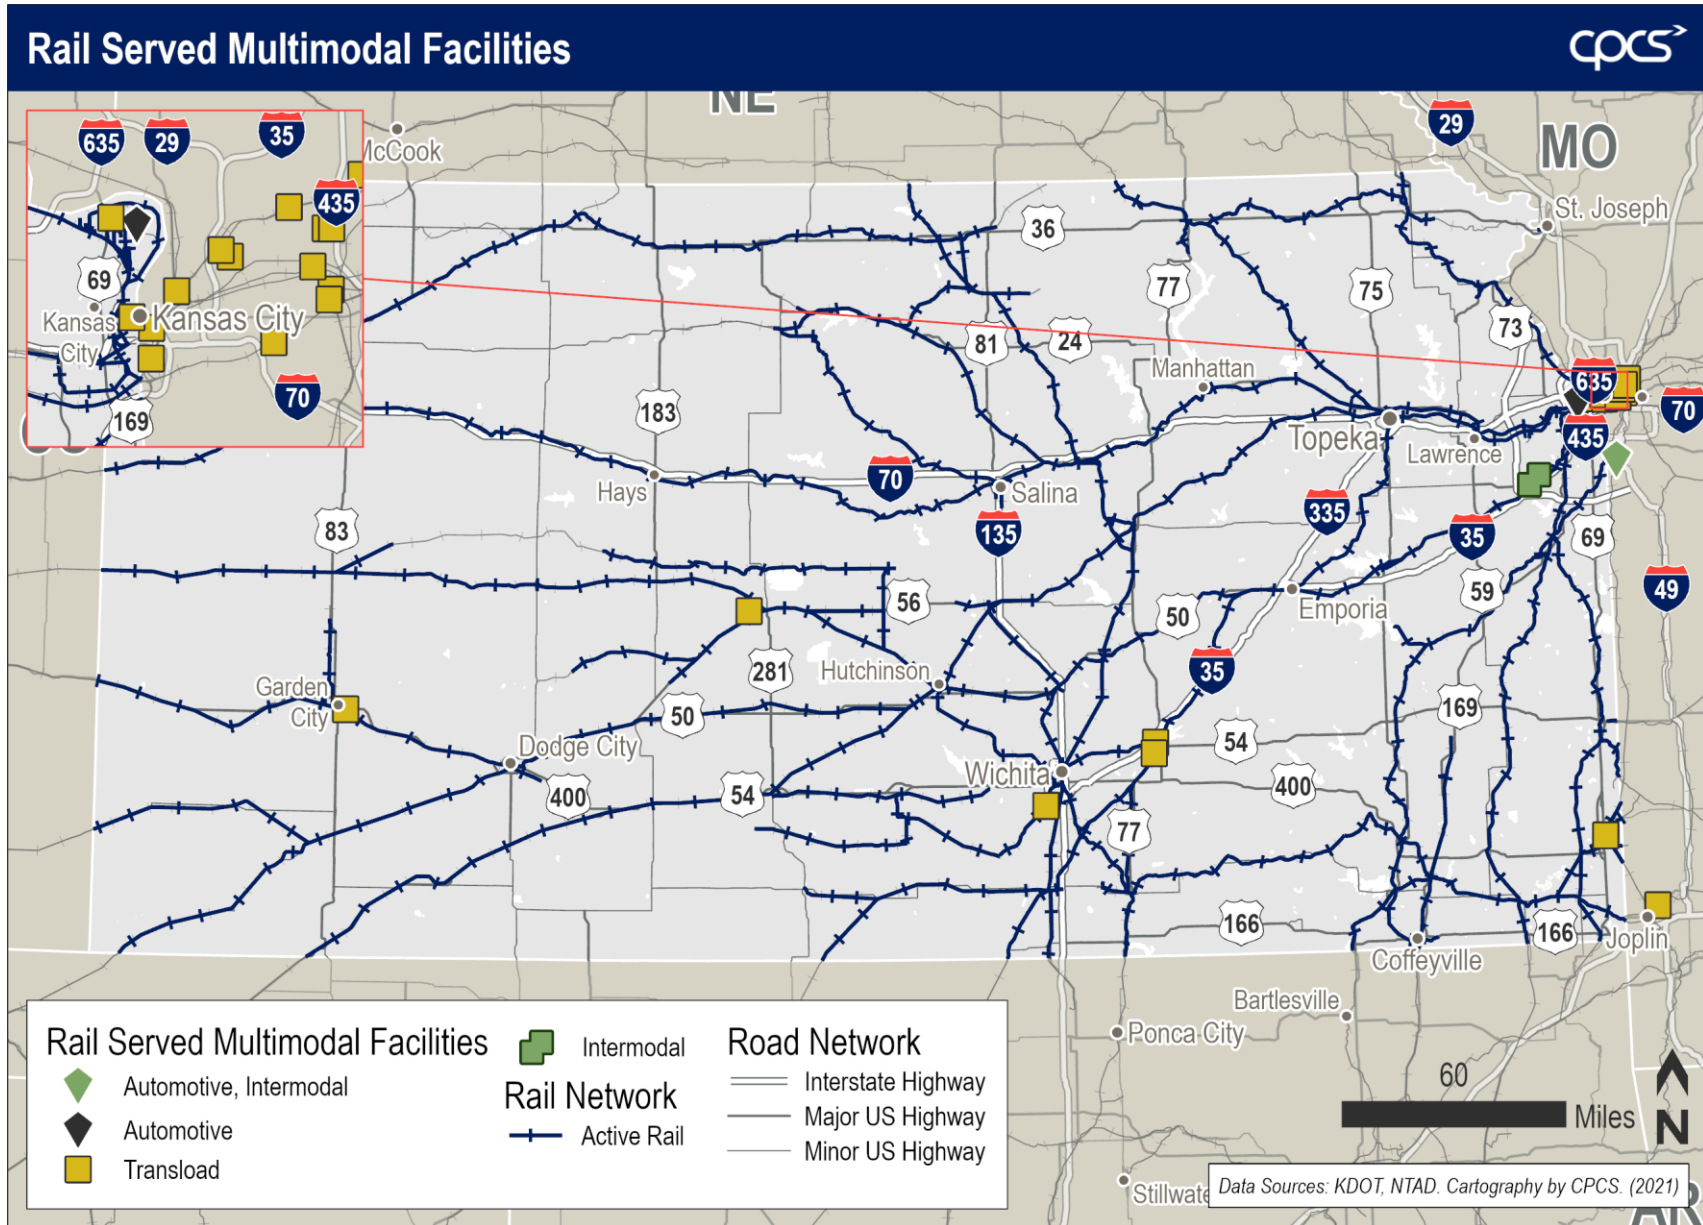 Rail Served Multimodal Facilities
cpcs
NE
MO
635
29
35
McCook
435
69
Kansas City
Kansas
City
70
169
29
St. Joseph
36
77
75
73
81
24
Manhattan
183
635
70
Topeka
435
Lawrence
70
Hays
Salina
83
135
335
35
69
49
56
59
50
Emporia
281
Hutchinson
35
Garden
City
50
169
54
Dodge City
Wichita
400
54
400
77
166
166
Joplin
Coffeyville
Bartlesville
Ponca City
60
Miles
N
Rail Served Multimodal Facilities
Automotive, Intermodal
Automotive
Transload
Intermodal
Rail Network
Active Rail
Road Network
Interstate Highway
Major US Highway
Minor US Highway
Stillwate
Data Sources: KDOT, NTAD. Cartography by CPCS. (2021)
AR